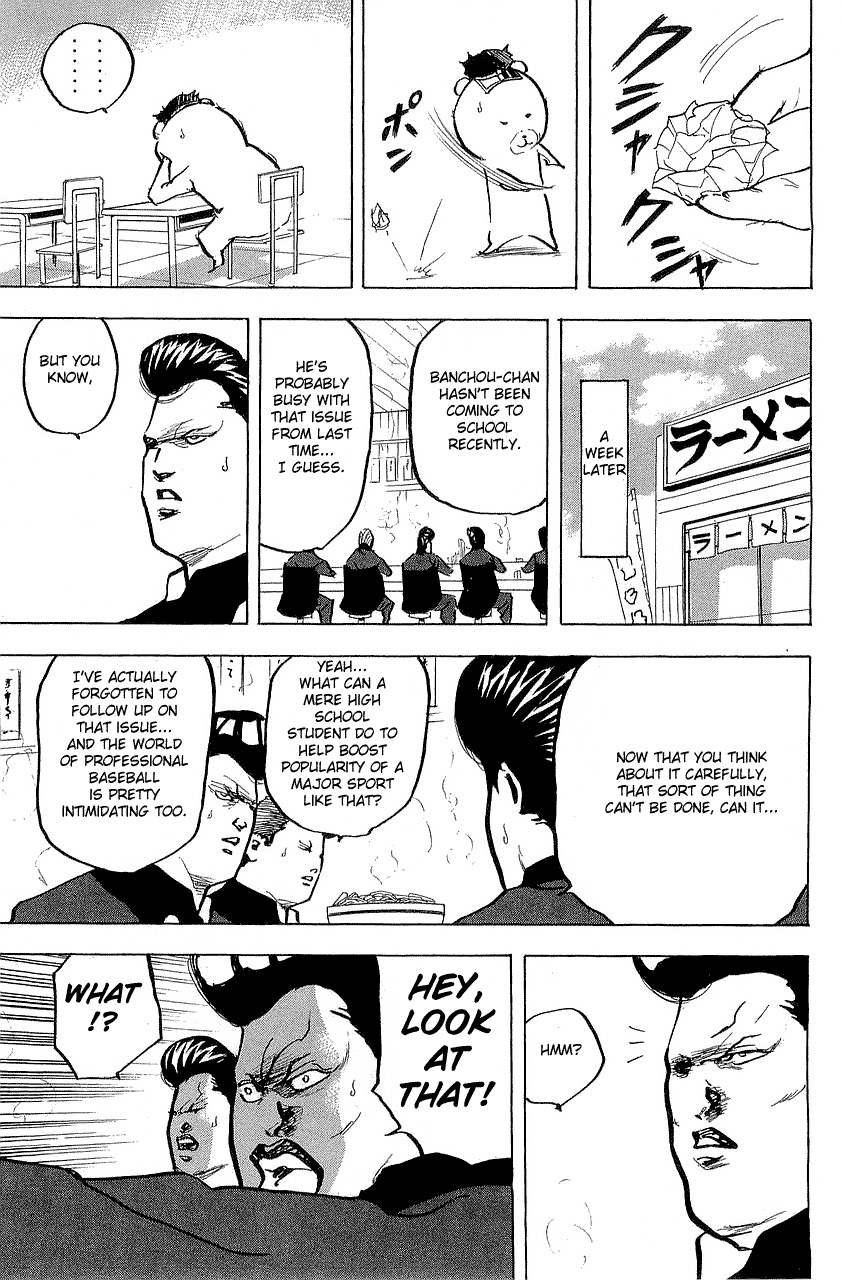 クシャ
クシャ
ポシ
A
WEEK
LATER
ラーメン
ラーメン
BANCHOU-CHAN
HASN'T BEEN
COMING TO
SCHOOL
RECENTLY.
HE'S
PROBABLY
BUSY WITH
THAT ISSUE
FROM LAST
TIME...
I GUESS.
BUT YOU
KNOW,
NOW THAT YOU THINK
ABOUT IT CAREFULLY,
THAT SORT OF THING
CAN'T BE DONE, CAN IT...
YEAH...
WHAT CAN A
MERE HIGH
SCHOOL
STUDENT DO TO
HELP BOOST
POPULARITY OF A
MAJOR SPORT
LIKE THAT?
I'VE ACTUALLY
FORGOTTEN TO
FOLLOW UP ON
THAT ISSUE...
AND THE WORLD
OF PROFESSIONAL
BASEBALL
IS PRETTY
INTIMIDATING TOO.
HMM?
HEY,
LOOK
AT
THAT!
WHAT
!?